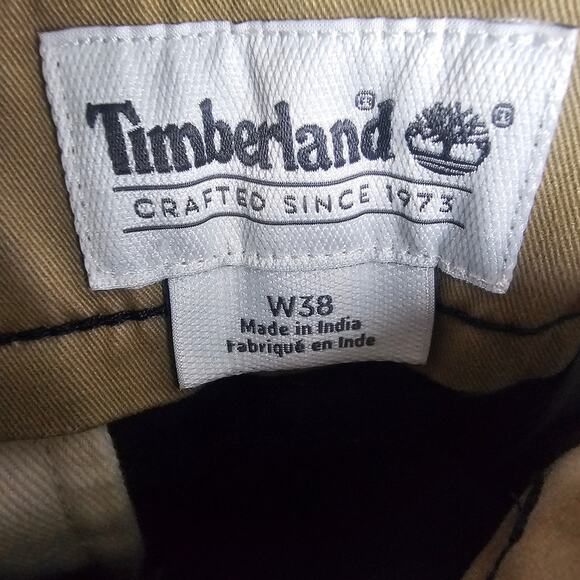 Timberland® ®
CRAFTED SINCE 1973
W38
Made in India
Fabriqué en Inde